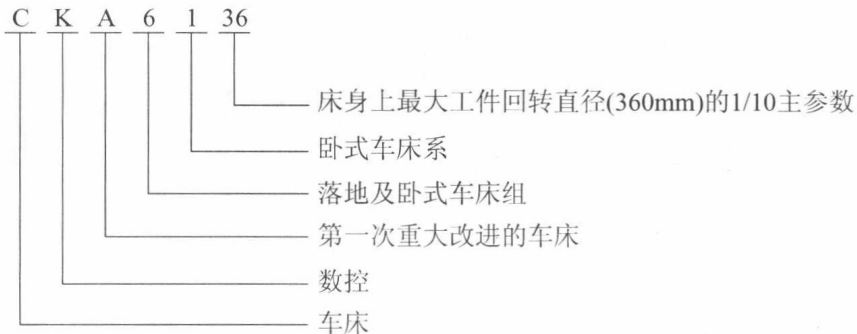 C K A 6 1 36
床身上最大工件回转直径(360mm)的1/10主参数
卧式车床系
落地及卧式车床组
第一次重大改进的车床
数控
车床